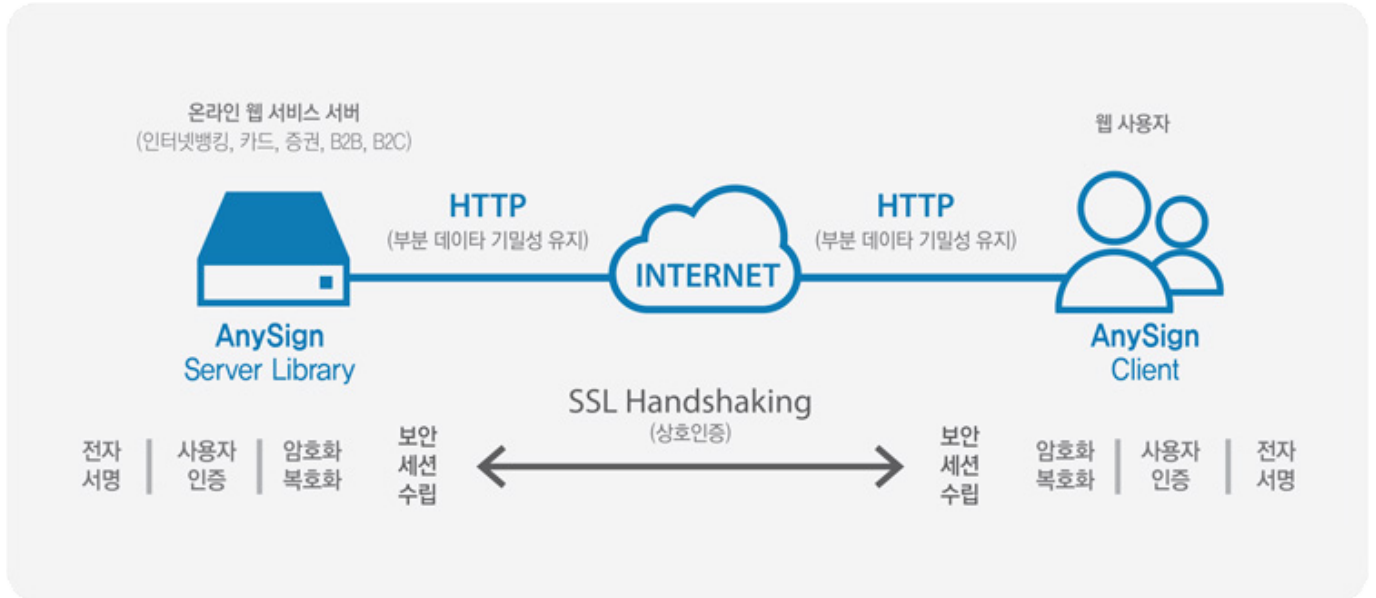 온라인 웹 서비스 서버
(인터넷뱅킹, 카드, 증권, B2B, B2C)
웹 사용자
HTTP
(부분 데이타 기밀성 유지)
HTTP
(부분 데이타 기밀성 유지)
INTERNET
AnySign
Server Library
AnySign
Client
SSL Handshaking
(상호인증)
전자
서명
사용자
인증
암호화
복호화
보안
세션
수립
보안
세션
수립
암호화
복호화
사용자
인증
전자
서명